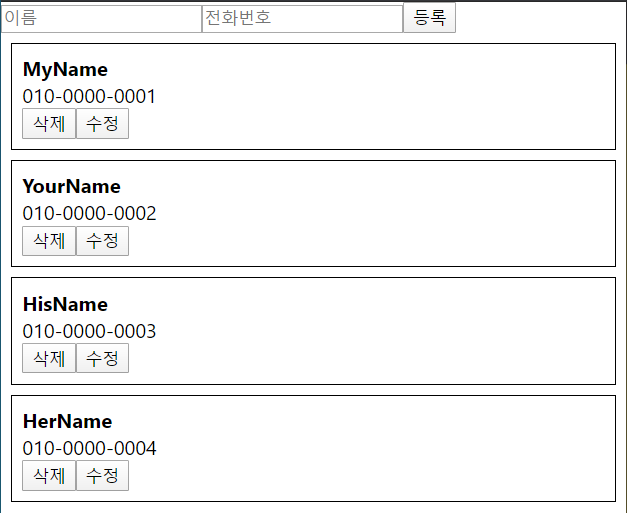 이름 전화번호 등록
MyName
010-0000-0001
삭제 수정
YourName
010-0000-0002
삭제 수정
HisName
010-0000-0003
삭제 수정
HerName
010-0000-0004
삭제 수정